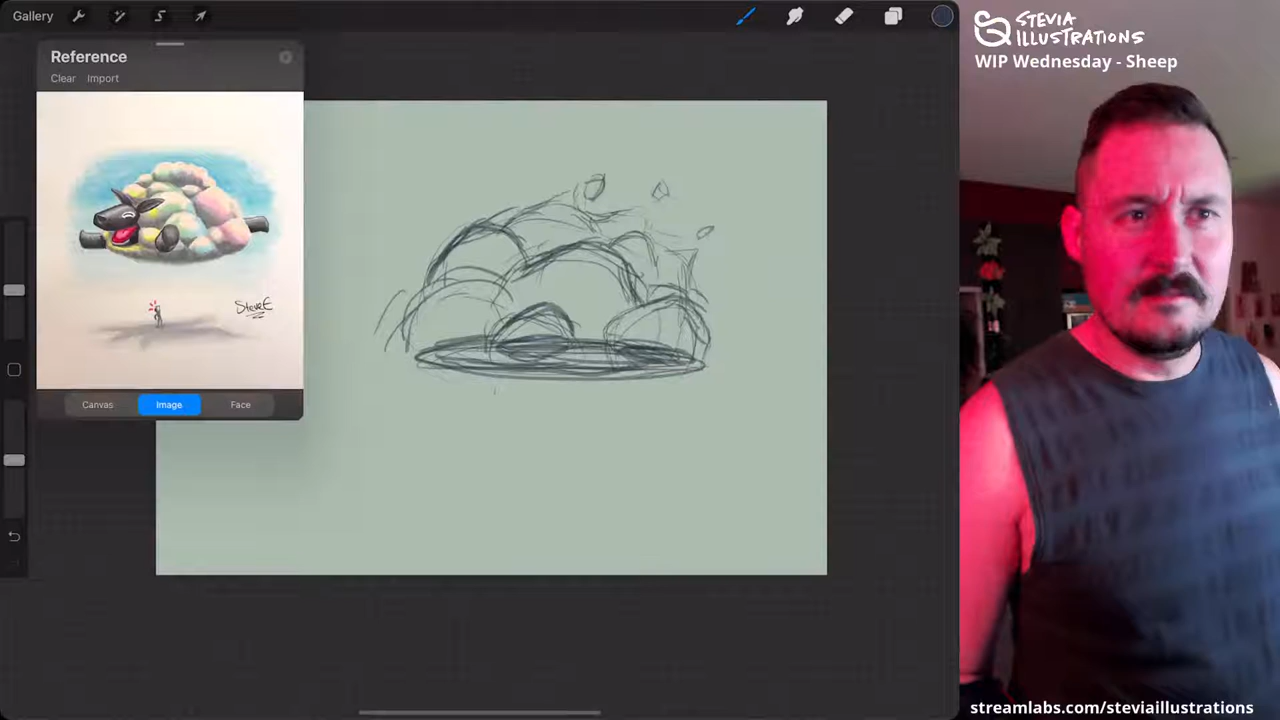 Gallery
Reference
Clear Import
SteveE
Canvas Image Face
STEVIA
ILLUSTRATIONS
WIP Wednesday - Sheep
streamlabs.com/steviaillustrations